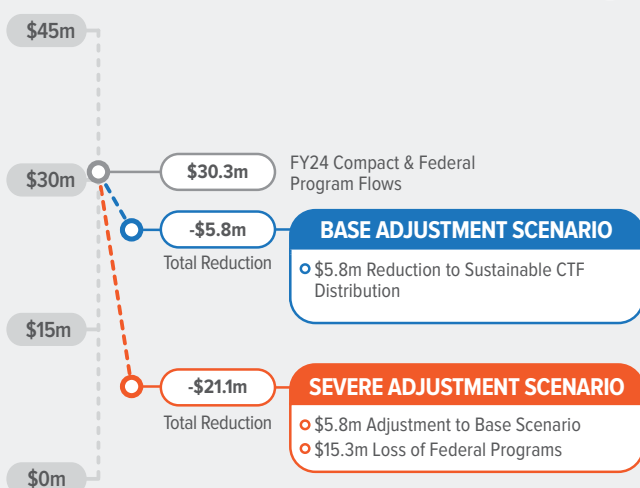 $45m
$30m
$15m
$0m
$30.3m
FY24 Compact & Federal
Program Flows
-$5.8m
Total Reduction
BASE ADJUSTMENT SCENARIO
$5.8m Reduction to Sustainable CTF
Distribution
-$21.1m
Total Reduction
SEVERE ADJUSTMENT SCENARIO
$5.8m Adjustment to Base Scenario
$15.3m Loss of Federal Programs